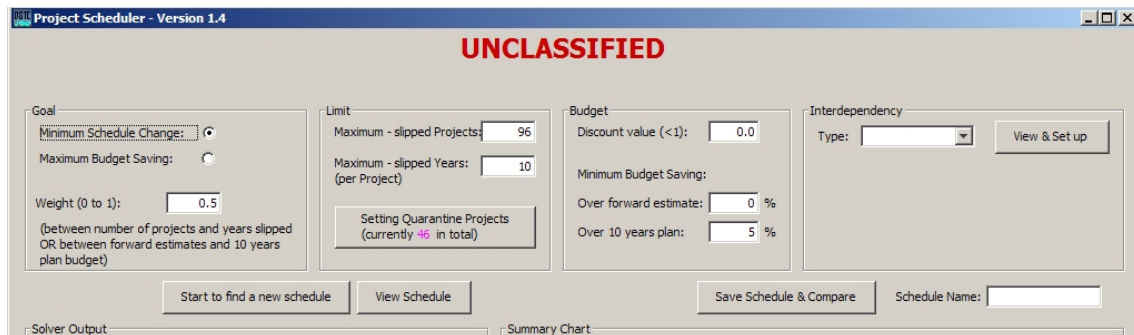 Project Scheduler - Version 1.4
UNCLASSIFIED
Goal
Minimum Schedule Change:
Maximum Budget Saving:
Weight (0 to 1): 0.5
(between number of projects and years slipped
OR between forward estimates and 10 years
plan budget)
Limit
Maximum - slipped Projects: 96
Maximum - slipped Years: 10
(per Project)
Setting Quarantine Projects
(currently 46 in total)
Budget
Discount value (<1): 0.0
Minimum Budget Saving:
Over forward estimate: 0 %
Over 10 years plan: 5 %
Interdependency
Type:
View & Set up
Start to find a new schedule
View Schedule
Save Schedule & Compare
Schedule Name:
Solver Output
Summary Chart